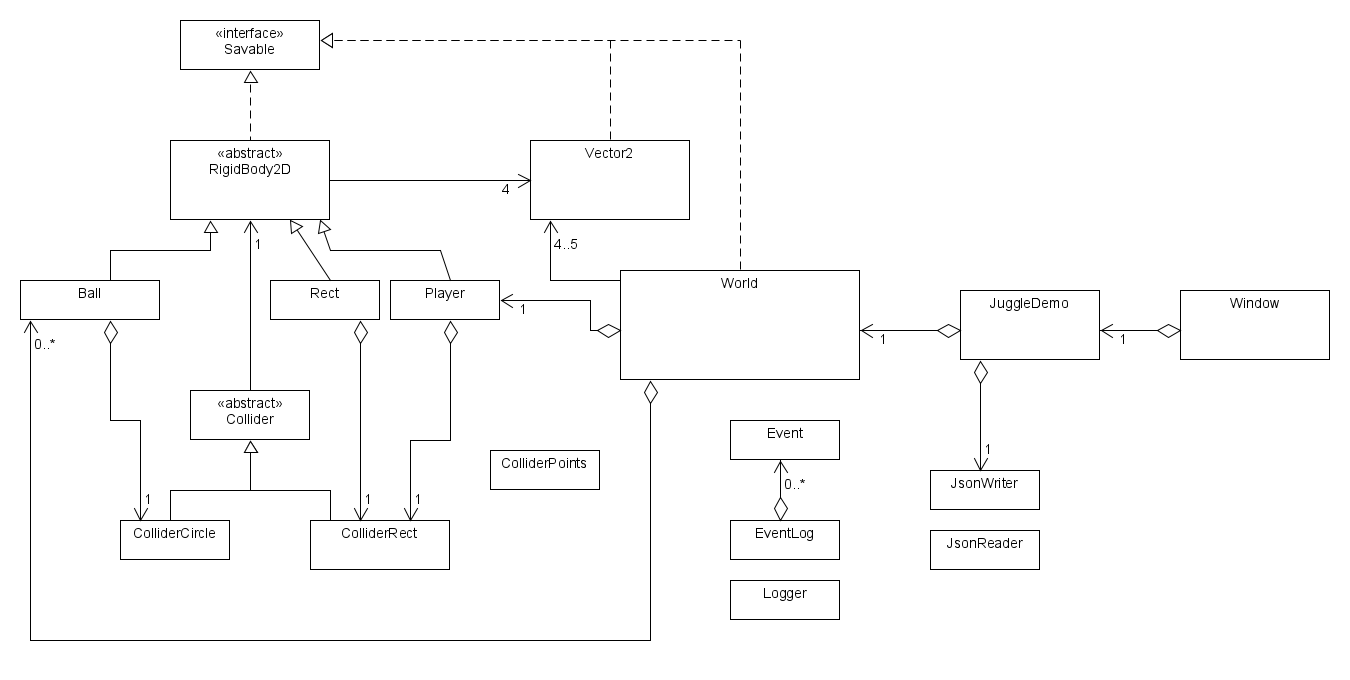 «interface»
Savable
«abstract»
RigidBody2D
Vector2
4
1
4..5
Ball
Rect
Player
World
JuggleDemo
Window
1
1
1
0..*
«abstract»
Collider
Event
ColliderPoints
1
JsonWriter
0..*
1
1
1
ColliderCircle
ColliderRect
EventLog
JsonReader
Logger